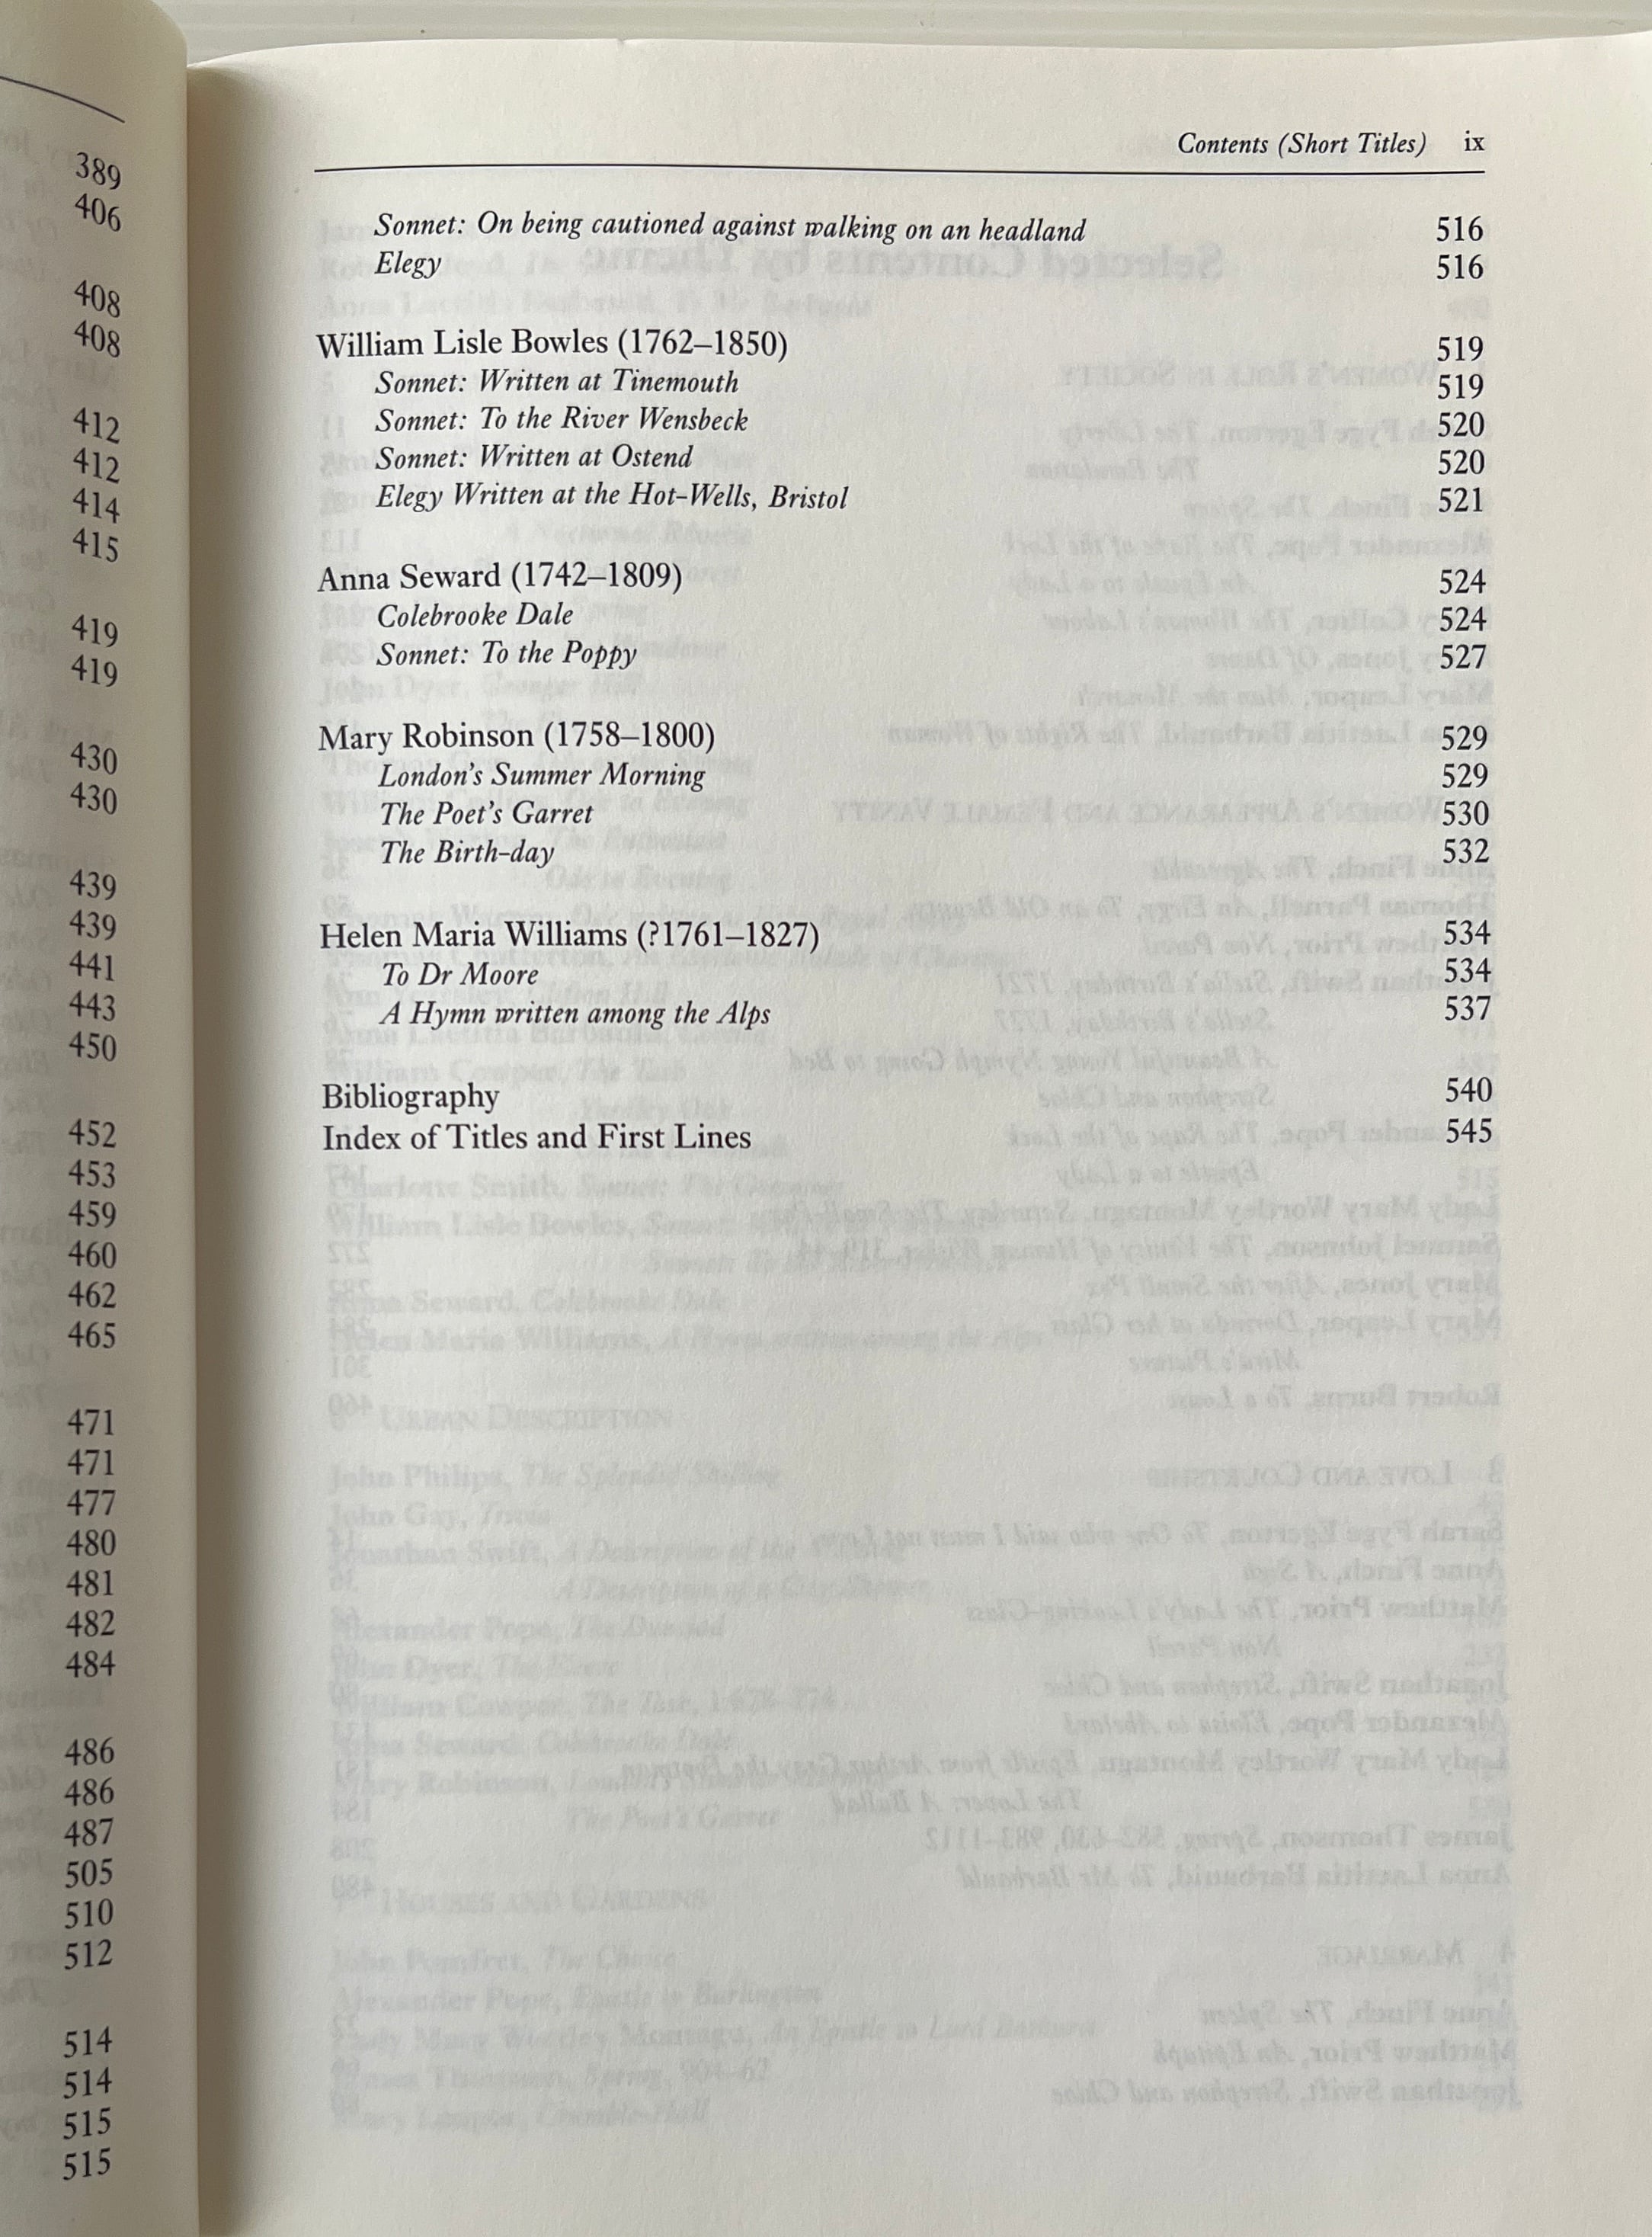 389
406
408
408
412
412
414
415
419
419
430
430
439
439
441
443
450
452
453
459
460
462
465
471
471
477
480
481
482
484
486
486
487
505
510
512
514
514
515
515
Contents (Short Titles) ix
Sonnet: On being cautioned against walking on an headland 516
Elegy 516
William Lisle Bowles (1762–1850) 519
Sonnet: Written at Tinemouth 519
Sonnet: To the River Wensbeck 520
Sonnet: Written at Ostend 520
Elegy Written at the Hot-Wells, Bristol 521
Anna Seward (1742–1809) 524
Colebrooke Dale 524
Sonnet: To the Poppy 527
Mary Robinson (1758–1800) 529
London's Summer Morning 529
The Poet's Garret 530
The Birth-day 532
Helen Maria Williams (?1761–1827) 534
To Dr Moore 534
A Hymn written among the Alps 537
Bibliography 540
Index of Titles and First Lines 545